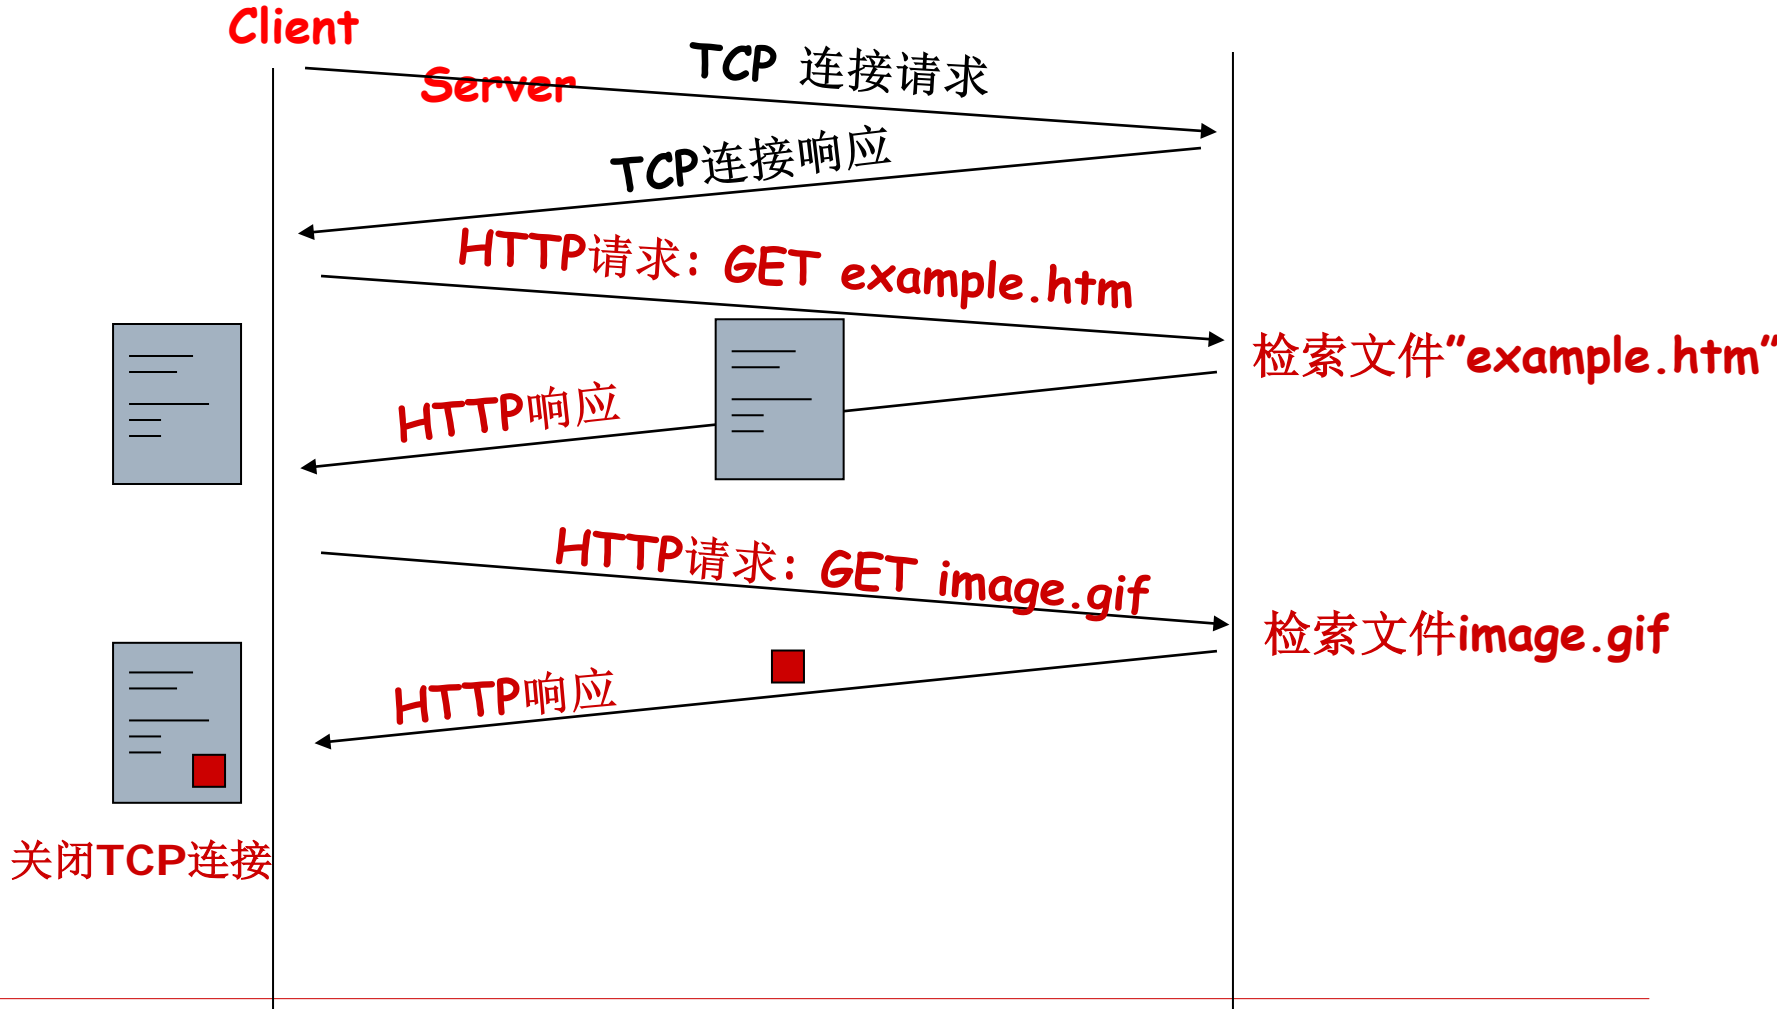 Client
Server
TCP 连接请求
TCP连接响应
HTTP请求: GET example.htm
检索文件”example.htm”
HTTP响应
HTTP请求: GET image.gif
检索文件image.gif
HTTP响应
关闭TCP连接